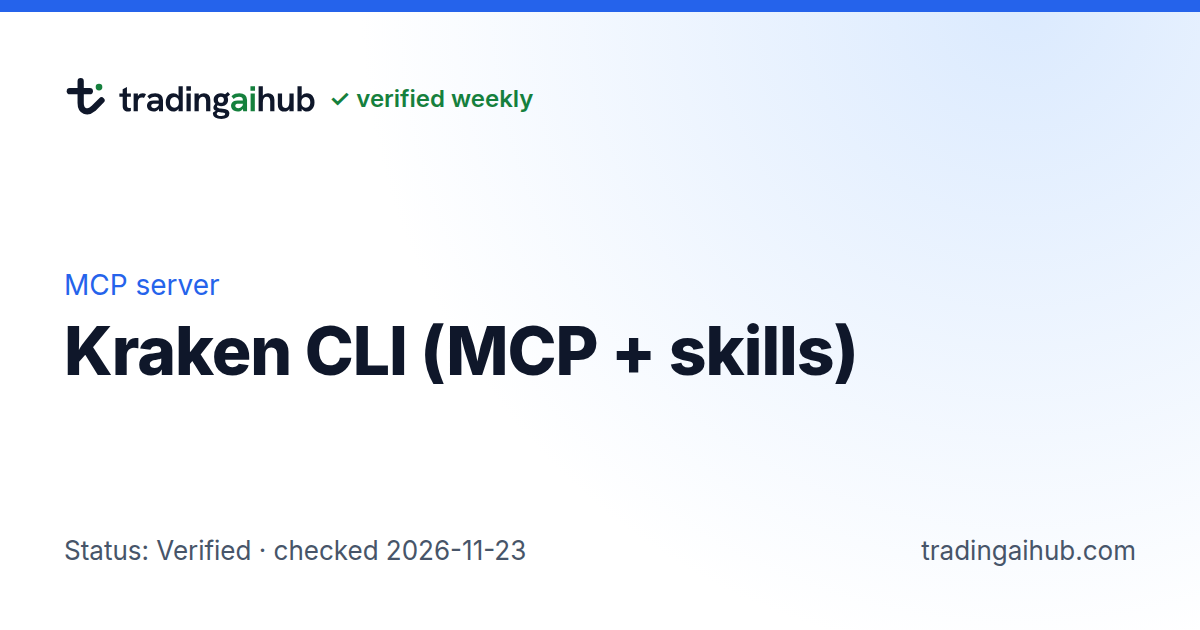 tradingaihub ✓ verified weekly
MCP server
Kraken CLI (MCP + skills)
Status: Verified · checked 2026-11-23
tradingaihub.com